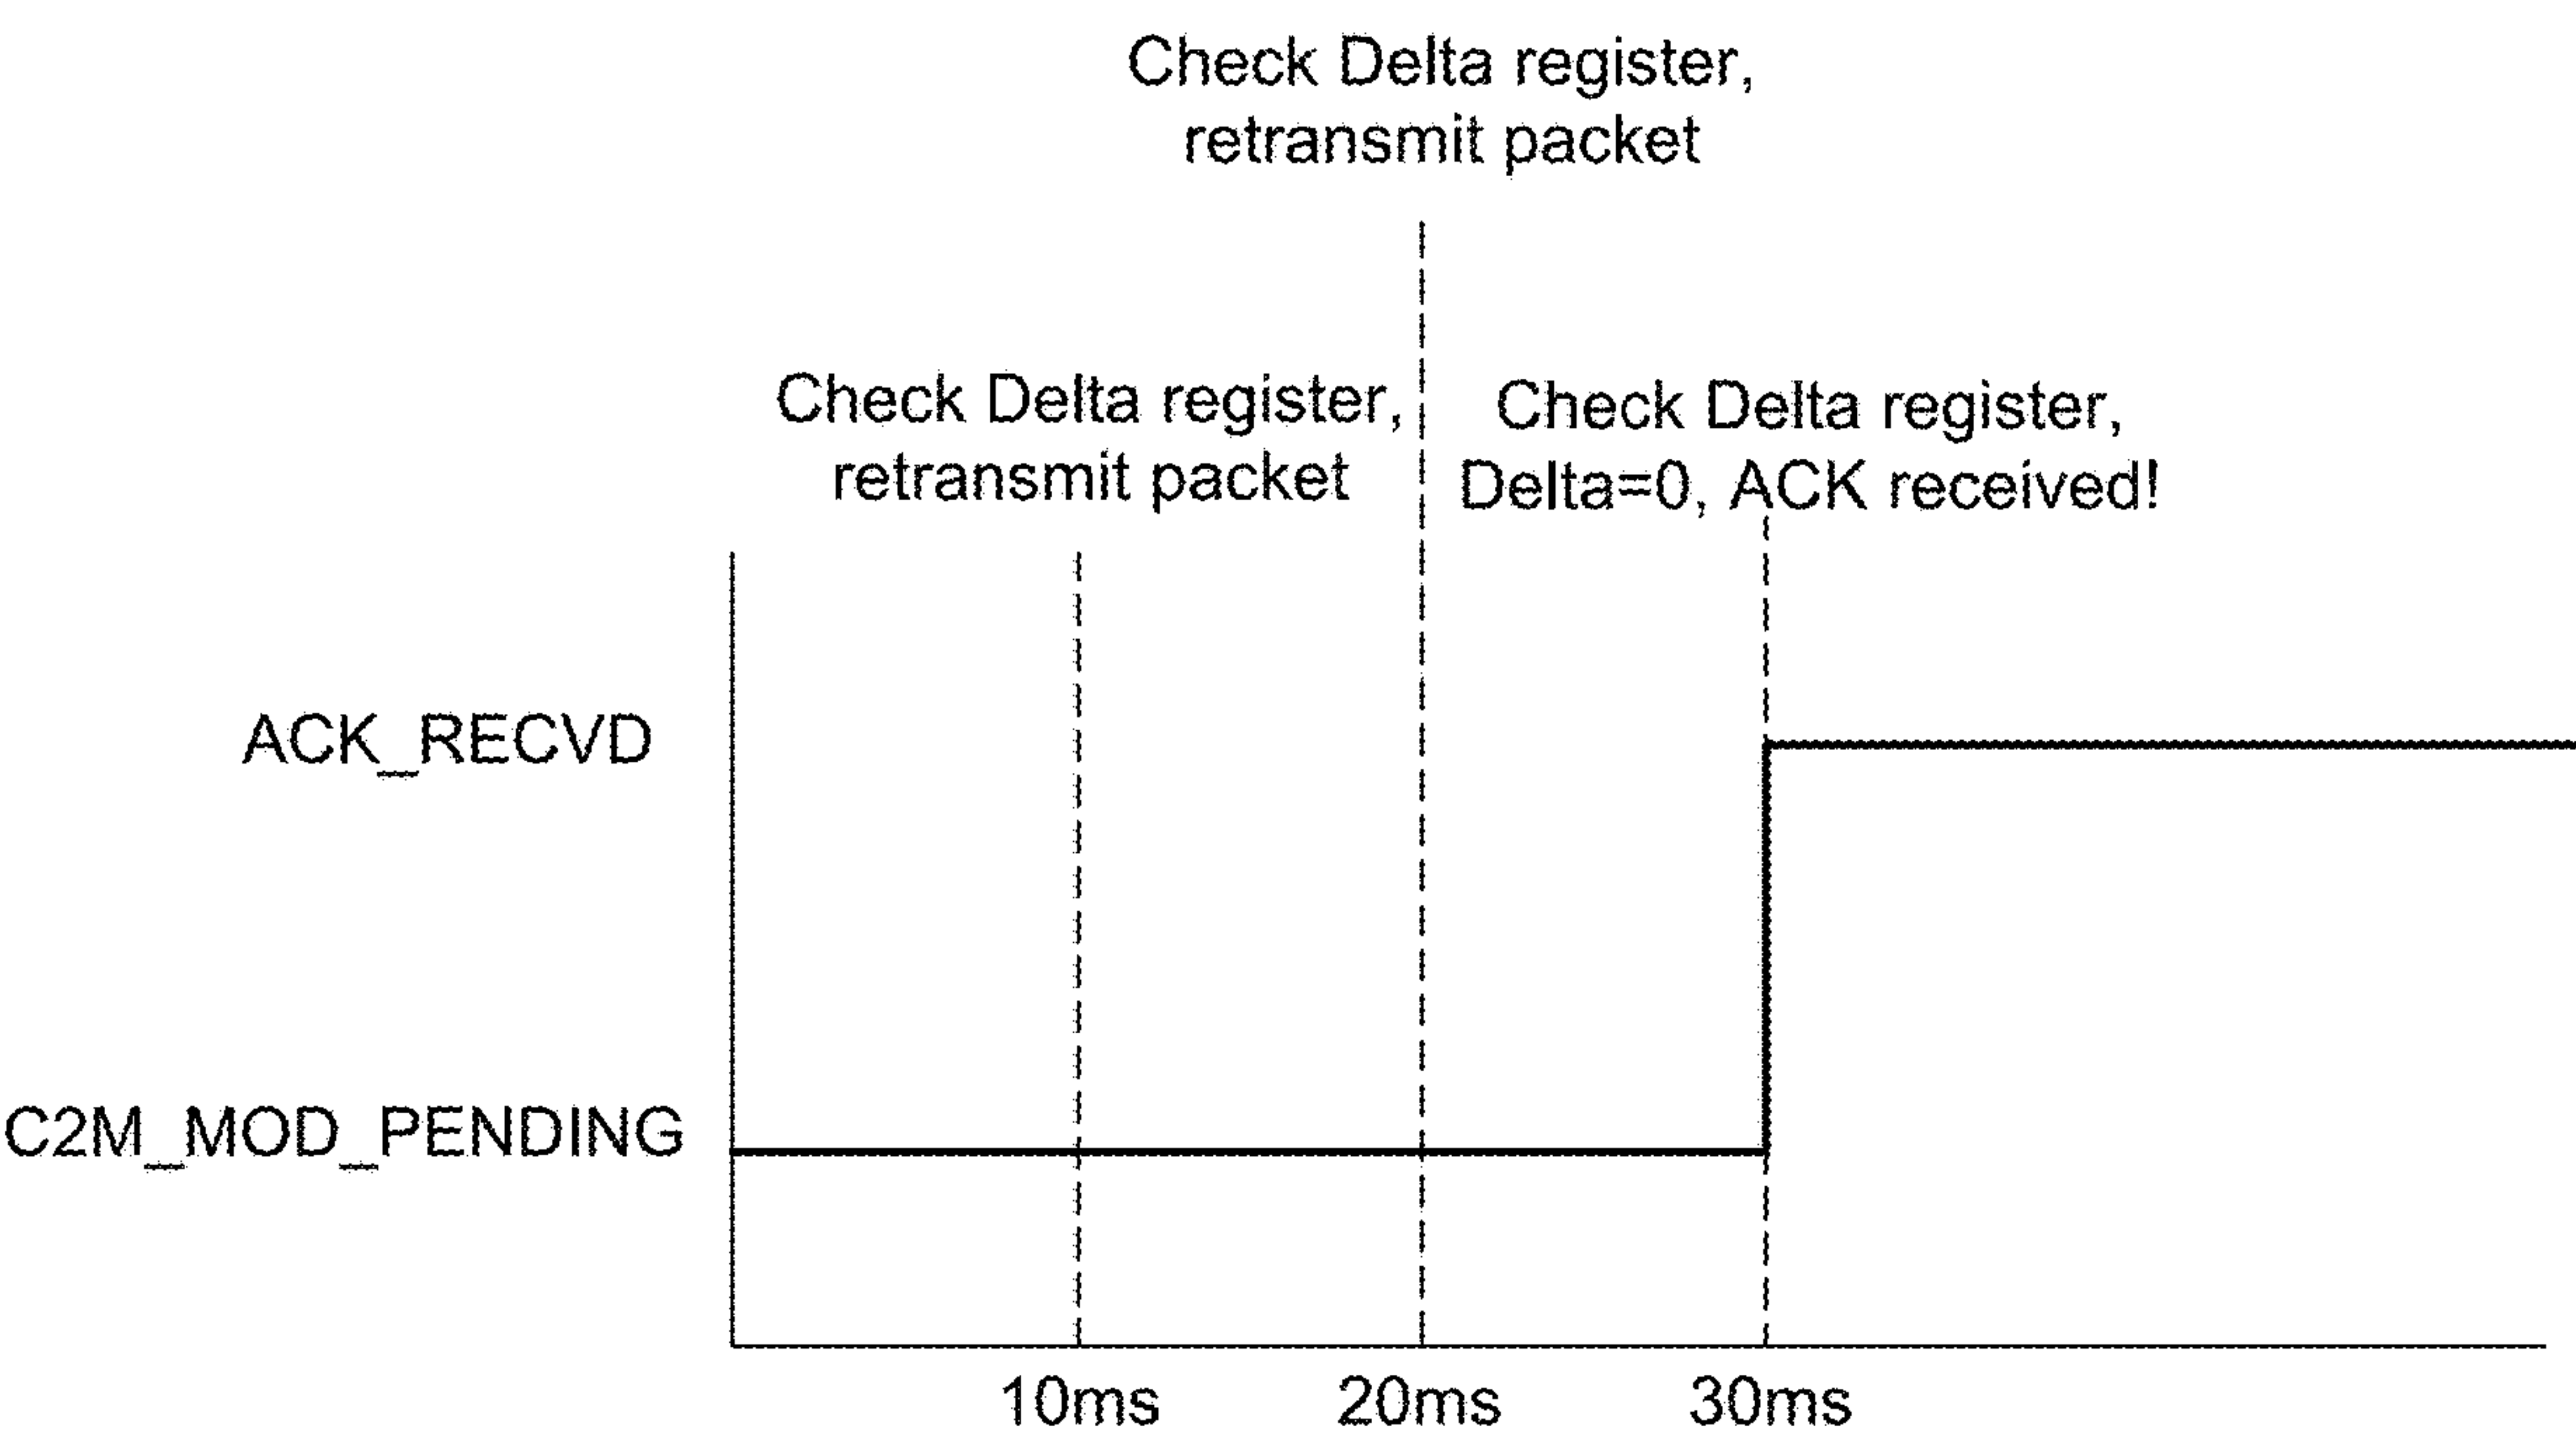 Check Delta register,
retransmit packet
Check Delta register,
retransmit packet
Check Delta register,
Delta=0, ACK received!
ACK_RECVD
C2M_MOD_PENDING
10ms
20ms
30ms